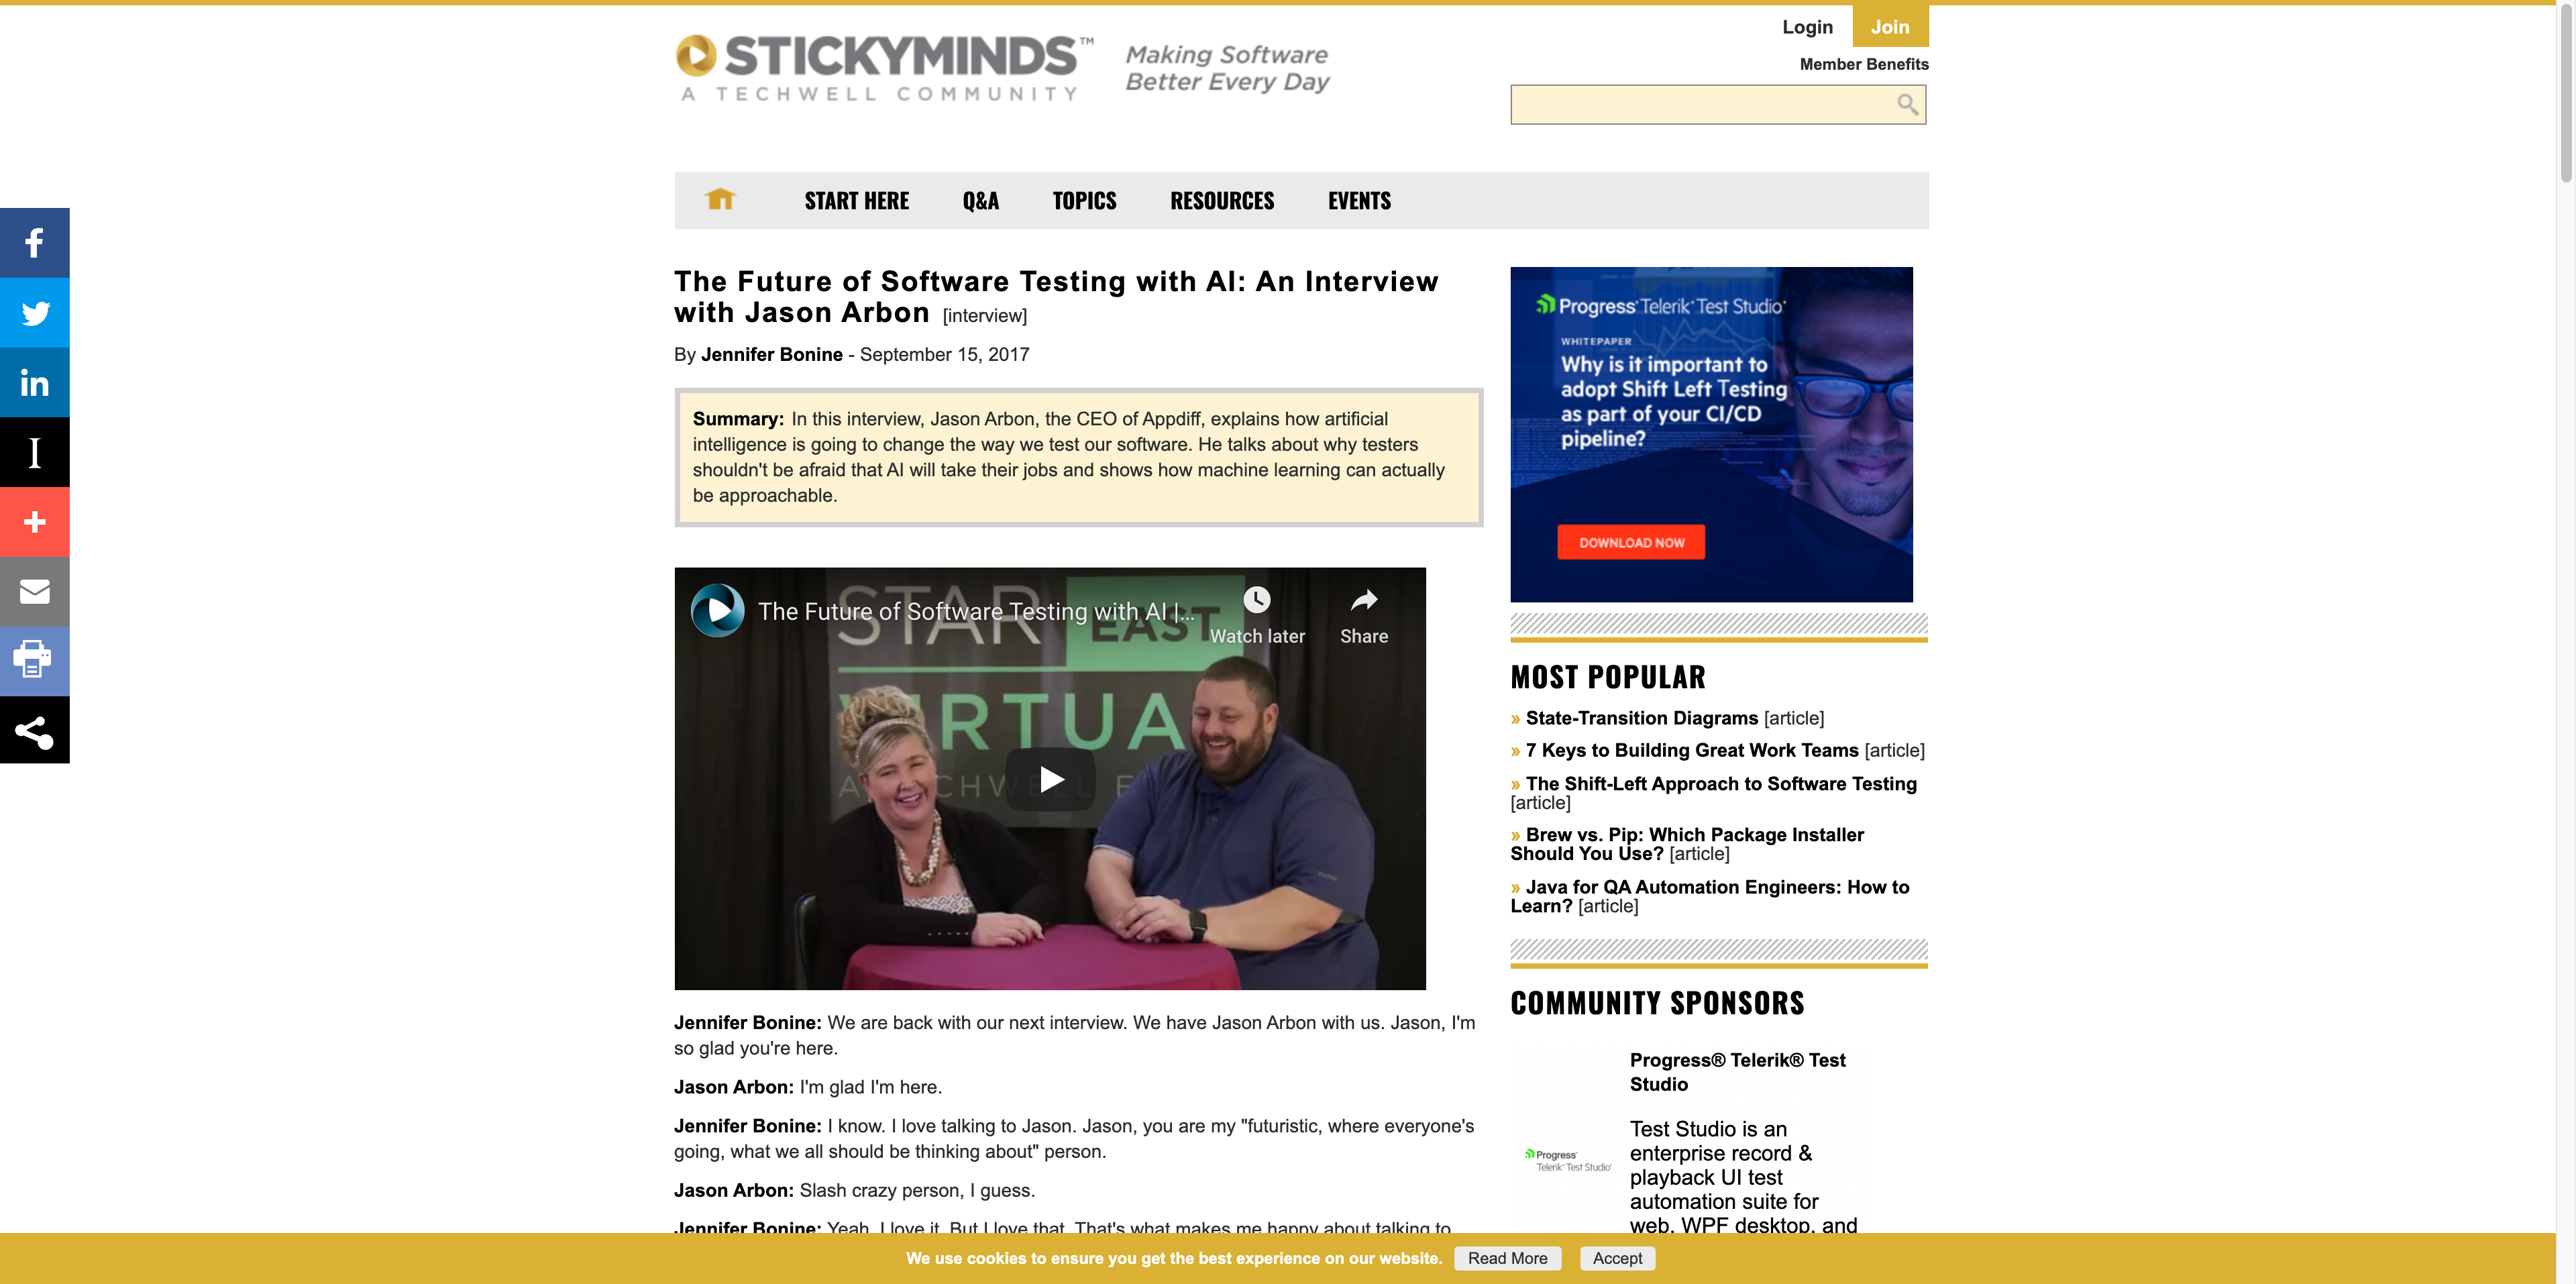 Login
Join
Member Benefits
STICKYMINDS™
A TECHWELL COMMUNITY
Making Software
Better Every Day
START HERE
Q&A
TOPICS
RESOURCES
EVENTS
The Future of Software Testing with AI: An Interview
with Jason Arbon [interview]
By Jennifer Bonine - September 15, 2017
Summary: In this interview, Jason Arbon, the CEO of Appdiff, explains how artificial
intelligence is going to change the way we test our software. He talks about why testers
shouldn't be afraid that AI will take their jobs and shows how machine learning can actually
be approachable.
The Future of Software Testing with AI |...
Watch later
Share
STAR EAST
VIRTUA
A TECHWELL E
Jennifer Bonine: We are back with our next interview. We have Jason Arbon with us. Jason, I'm
so glad you're here.
Jason Arbon: I'm glad I'm here.
Jennifer Bonine: I know. I love talking to Jason. Jason, you are my "futuristic, where everyone's
going, what we all should be thinking about" person.
Jason Arbon: Slash crazy person, I guess.
Jennifer Bonine: Yeah, I love it. But I love that. That's what makes me happy about talking to
Progress® Telerik® Test Studio®
WHITEPAPER
Why is it important to
adopt Shift Left Testing
as part of your CI/CD
pipeline?
DOWNLOAD NOW
MOST POPULAR
» State-Transition Diagrams [article]
» 7 Keys to Building Great Work Teams [article]
» The Shift-Left Approach to Software Testing
[article]
» Brew vs. Pip: Which Package Installer
Should You Use? [article]
» Java for QA Automation Engineers: How to
Learn? [article]
COMMUNITY SPONSORS
Progress® Telerik® Test
Studio
Progress®
Telerik® Test Studio®
Test Studio is an
enterprise record &
playback UI test
automation suite for
web, WPF desktop, and
We use cookies to ensure you get the best experience on our website.
Read More
Accept